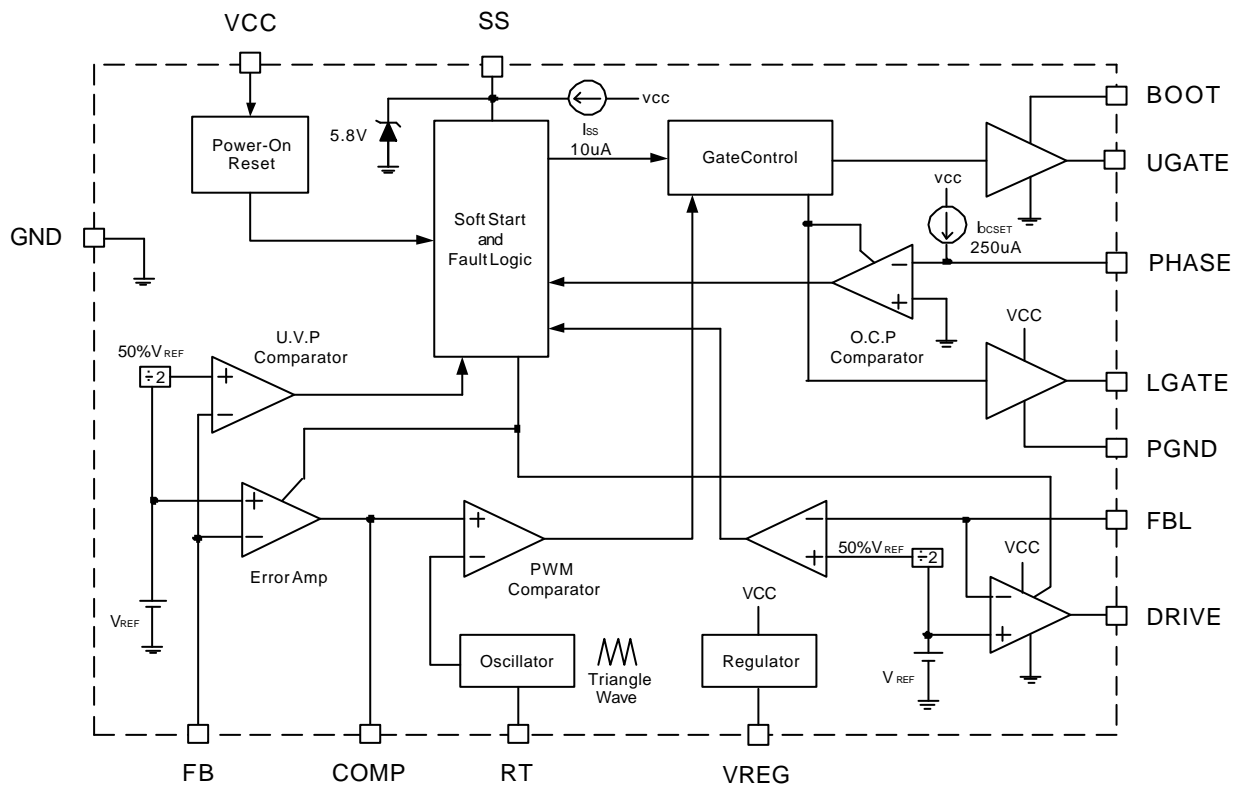 VCC
SS
BOOT
vcc
5.8V
ISS
10uA
Power-On
Reset
GateControl
UGATE
vcc
Soft Start
and
Fault Logic
GND
IOCSET
250uA
PHASE
−
+
O.C.P
Comparator
VCC
U.V.P
Comparator
50%VREF
÷2
+
−
LGATE
PGND
+
−
Error Amp
+
−
PWM
Comparator
−
+
50%VREF
÷2
FBL
VCC
−
+
DRIVE
VREF
VCC
Oscillator
Triangle
Wave
Regulator
VREF
FB
COMP
RT
VREG